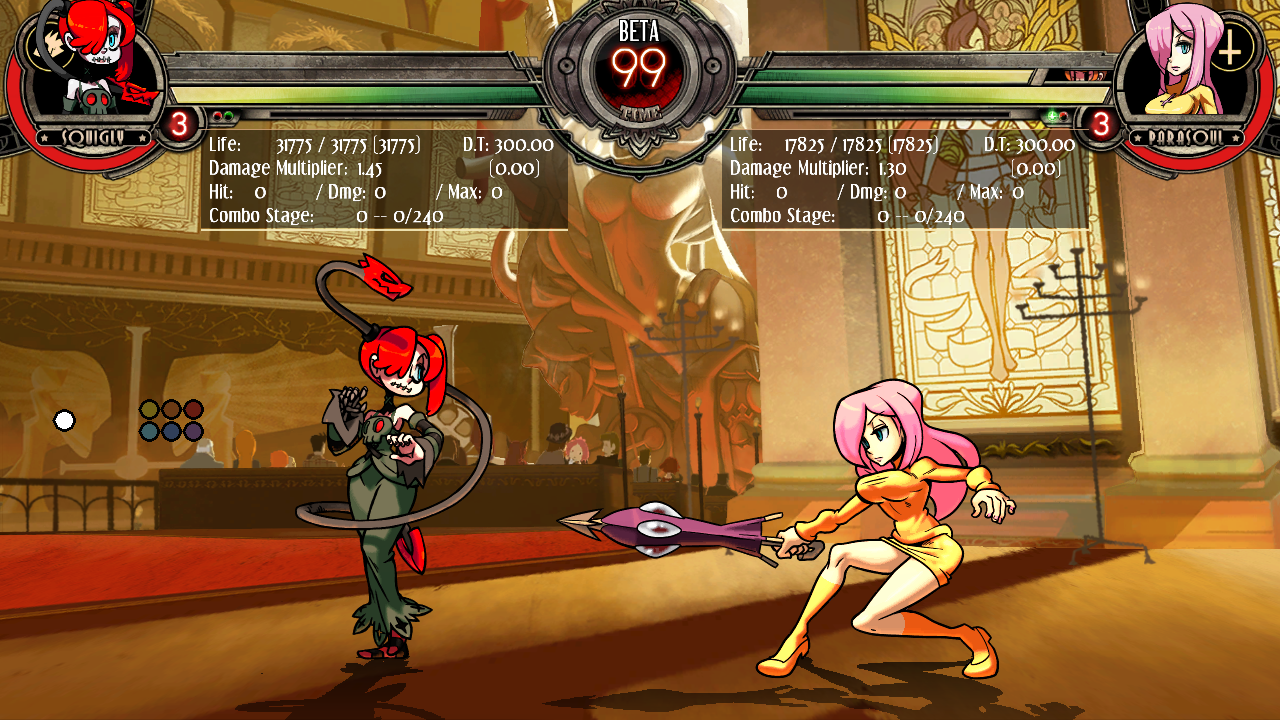 BETA
99
TIME
SQUIGLY
3
3
PARASOUL
Life: 31775 / 31775 (31775) D.T: 300.00
Damage Multiplier: 1.45 (0.00)
Hit: 0 / Dmg: 0 / Max: 0
Combo Stage: 0 -- 0/240
Life: 17825 / 17825 (17825) D.T: 300.00
Damage Multiplier: 1.30 (0.00)
Hit: 0 / Dmg: 0 / Max: 0
Combo Stage: 0 -- 0/240